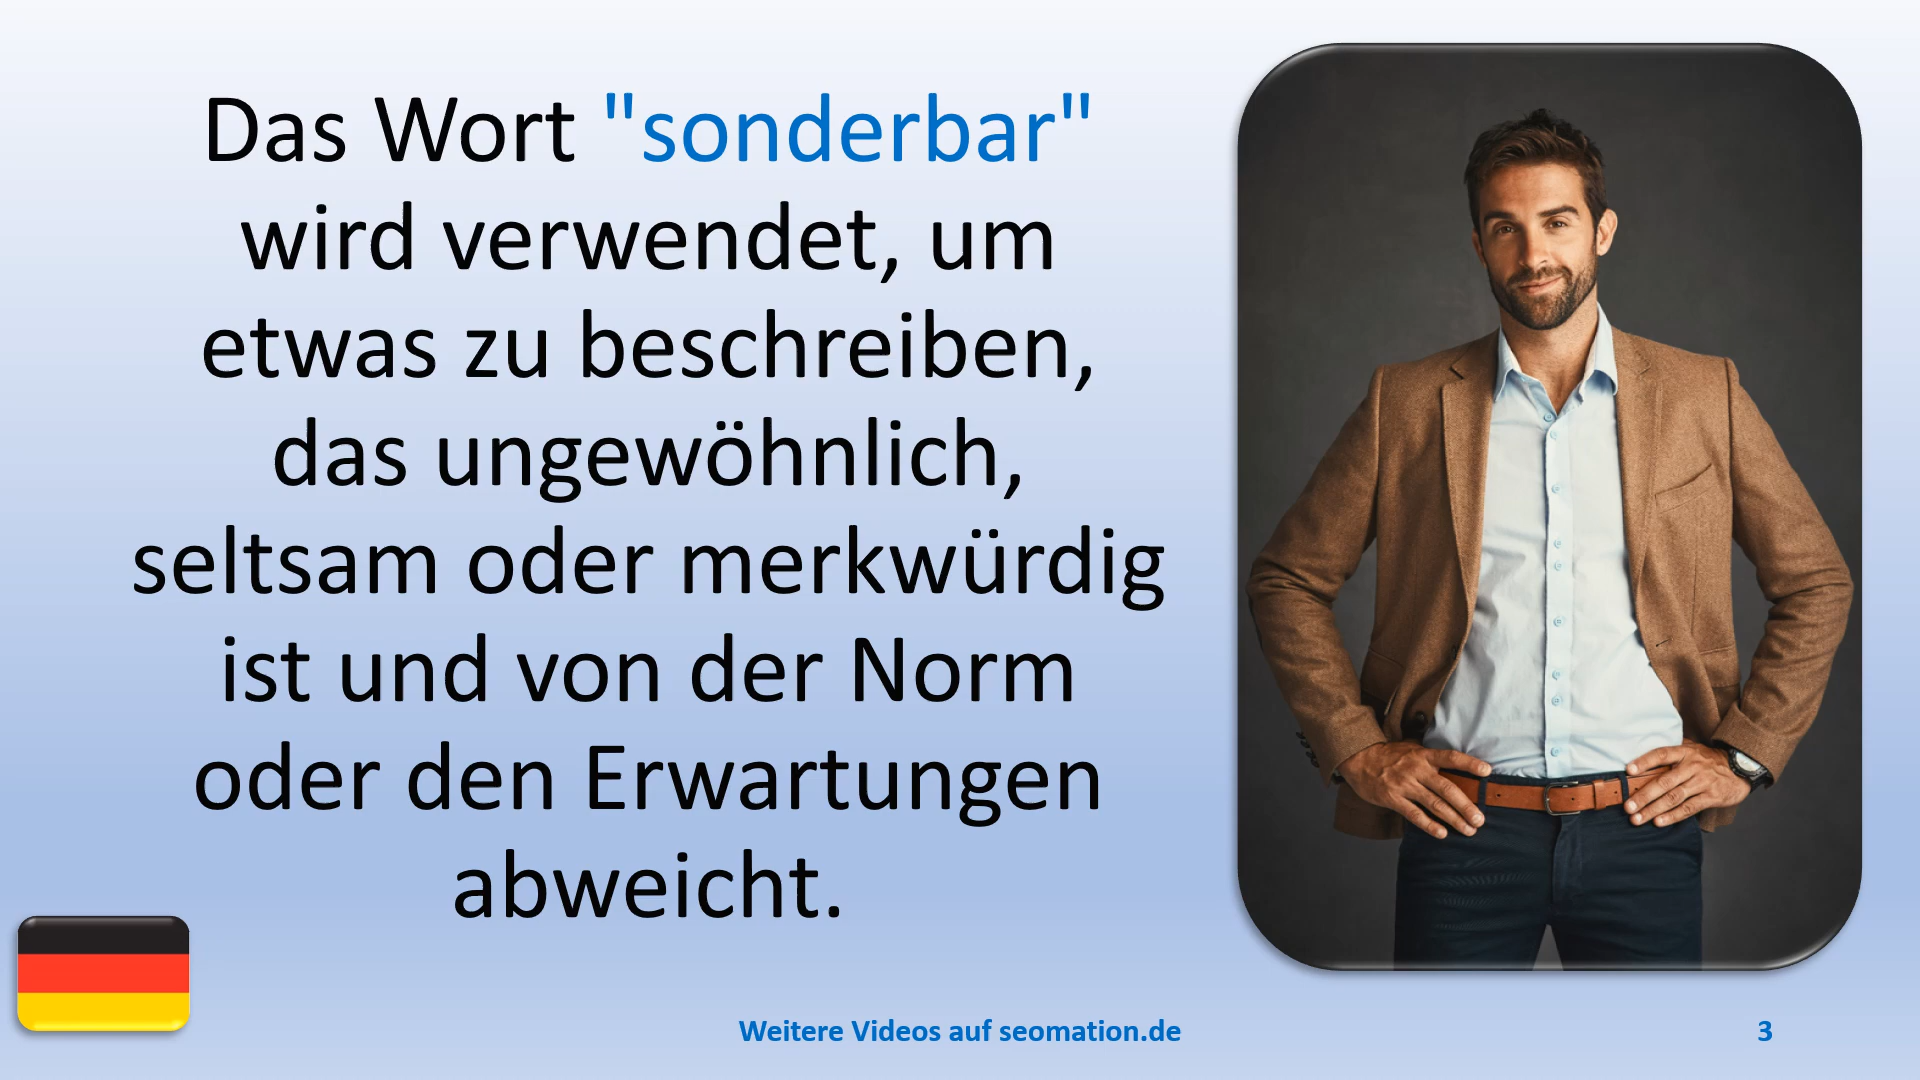 Das Wort "sonderbar"
wird verwendet, um
etwas zu beschreiben,
das ungewöhnlich,
seltsam oder merkwürdig
ist und von der Norm
oder den Erwartungen
abweicht.
Weitere Videos auf seomation.de
3